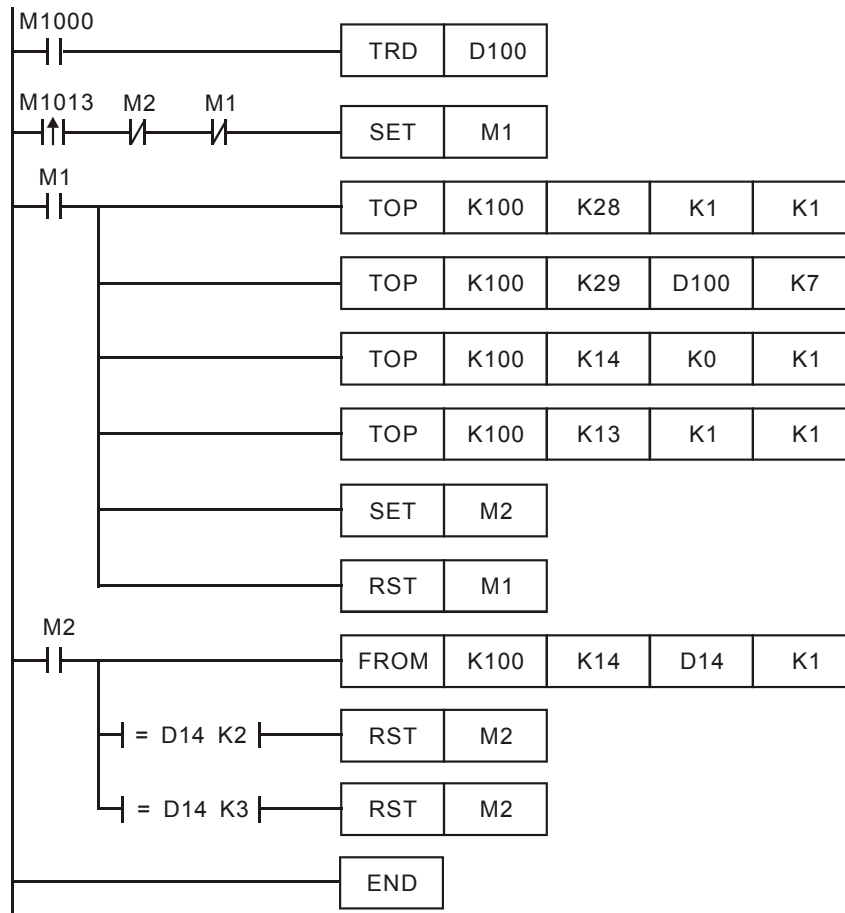 M1000
TRD D100
M1013 M2 M1
SET M1
M1
TOP K100 K28 K1 K1
TOP K100 K29 D100 K7
TOP K100 K14 K0 K1
TOP K100 K13 K1 K1
SET M2
RST M1
M2
FROM K100 K14 D14 K1
= D14 K2 RST M2
= D14 K3 RST M2
END